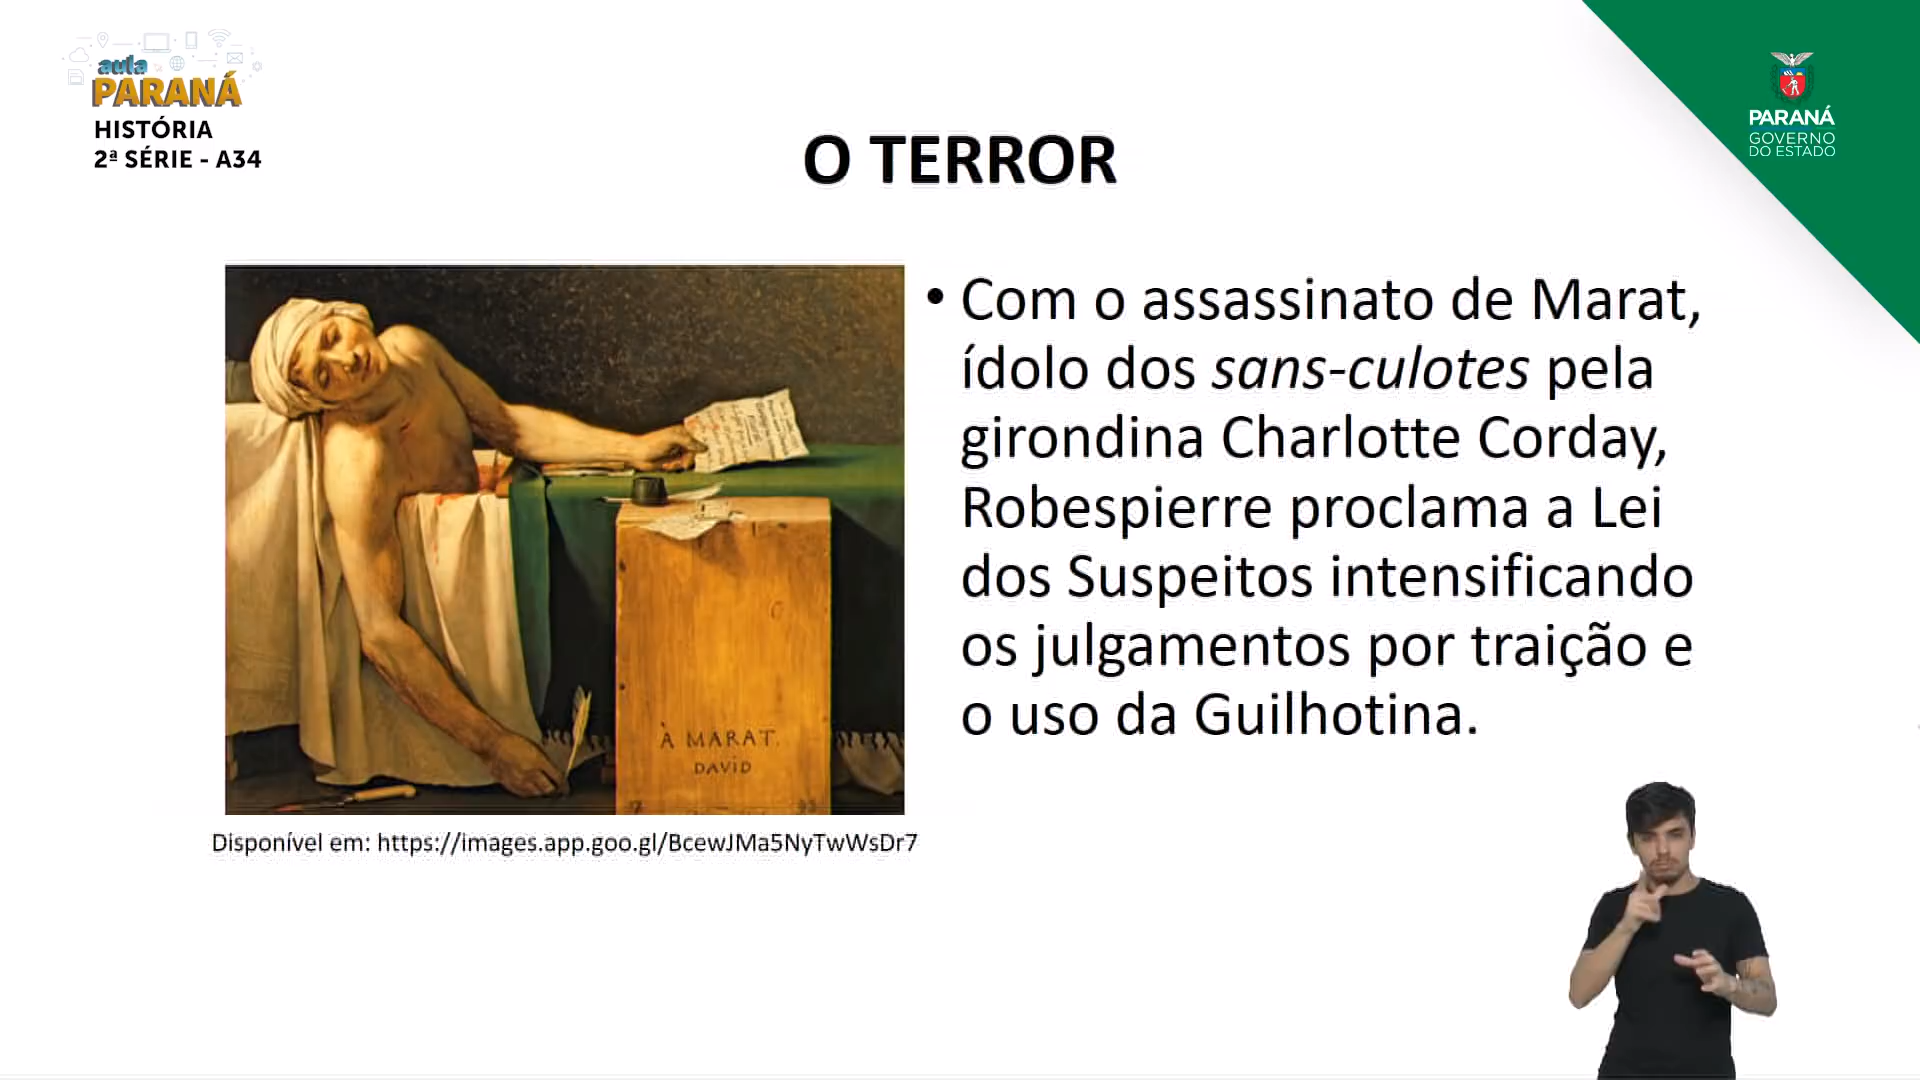 aula
PARANÁ
HISTÓRIA
2ª SÉRIE - A34
PARANÁ
GOVERNO
DO ESTADO
O TERROR
• Com o assassinato de Marat,
ídolo dos sans-culotes pela
girondina Charlotte Corday,
Robespierre proclama a Lei
dos Suspeitos intensificando
os julgamentos por traição e
o uso da Guilhotina.
À MARAT.
DAVID
Disponível em: https://images.app.goo.gl/BcewJMa5NyTwWsDr7